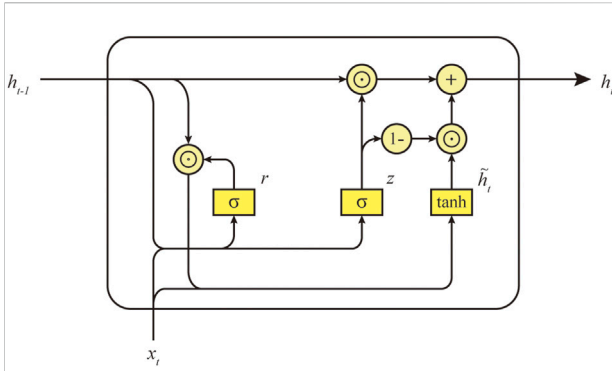 h_{t-1}
h_t
+
1-
r
z
h̃_t
σ
σ
tanh
x_t